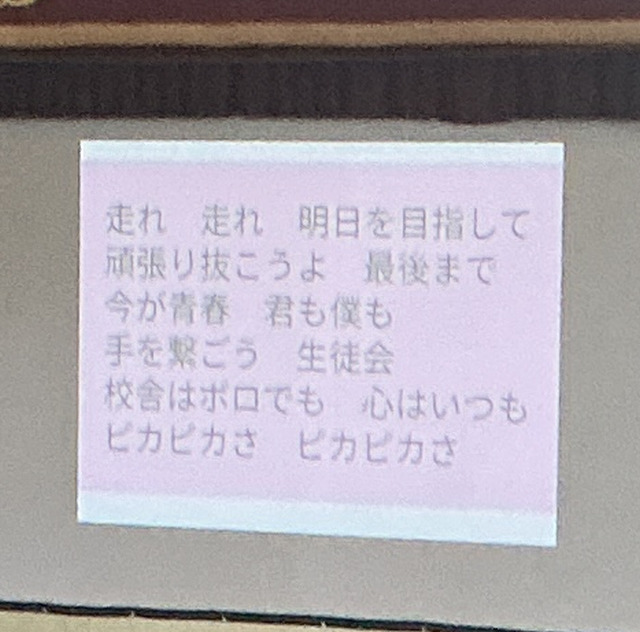 走れ　走れ　明日を目指して
頑張り抜こうよ　最後まで
今が青春　君も僕も
手を繋ごう　生徒会
校舎はボロでも　心はいつも
ピカピカさ　ピカピカさ